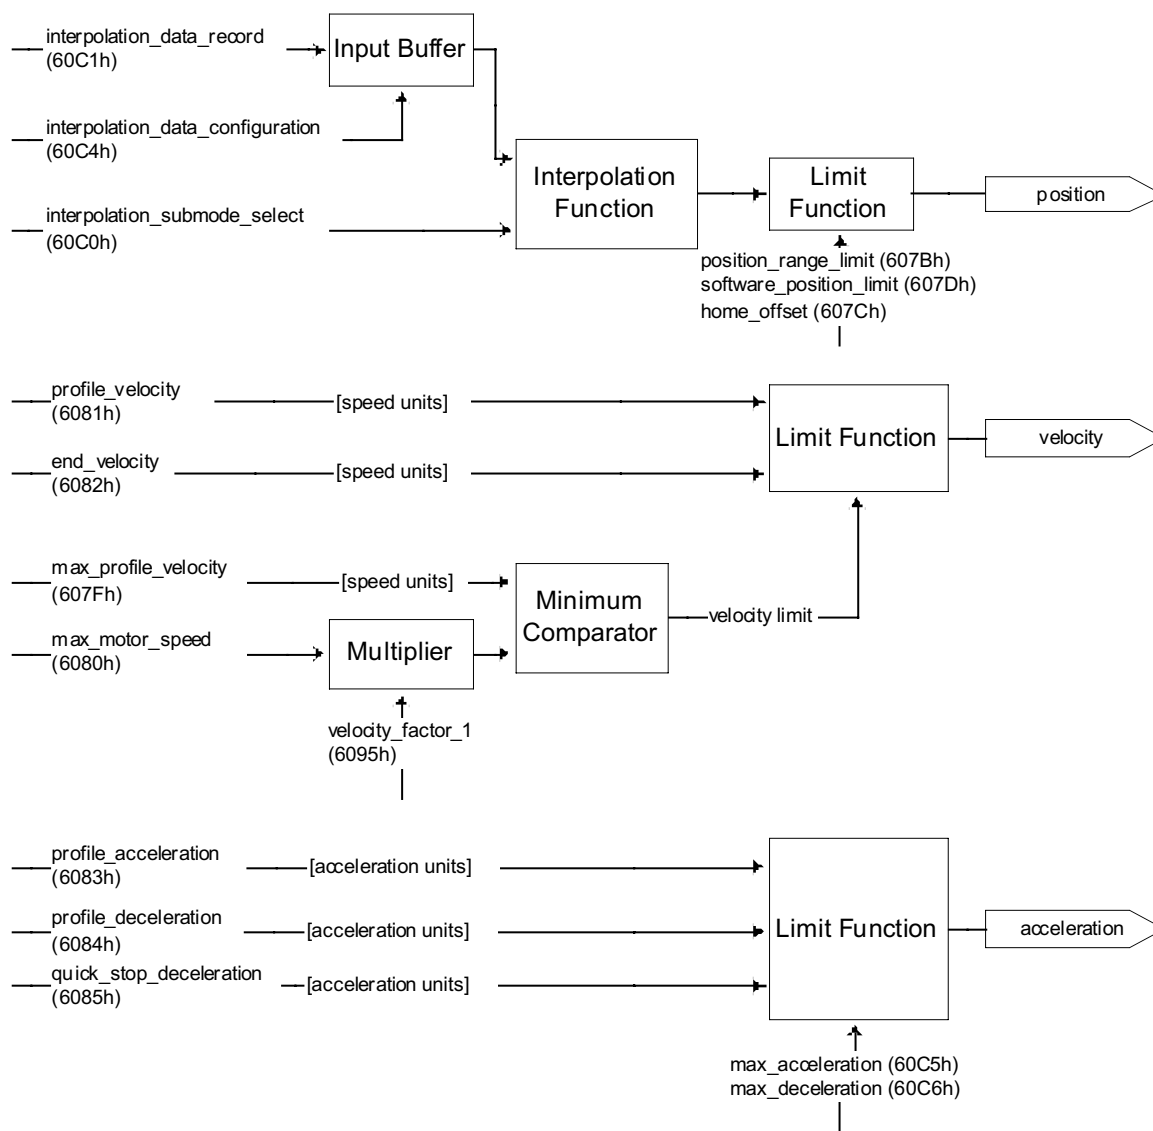 interpolation_data_record
(60C1h)
Input Buffer
interpolation_data_configuration
(60C4h)
interpolation_submode_select
(60C0h)
Interpolation
Function
Limit
Function
position
position_range_limit (607Bh)
software_position_limit (607Dh)
home_offset (607Ch)
profile_velocity
(6081h)
[speed units]
end_velocity
(6082h)
[speed units]
Limit Function
velocity
max_profile_velocity
(607Fh)
[speed units]
max_motor_speed
(6080h)
Multiplier
Minimum
Comparator
velocity limit
velocity_factor_1
(6095h)
profile_acceleration
(6083h)
[acceleration units]
profile_deceleration
(6084h)
[acceleration units]
quick_stop_deceleration
(6085h)
[acceleration units]
Limit Function
acceleration
max_acceleration (60C5h)
max_deceleration (60C6h)